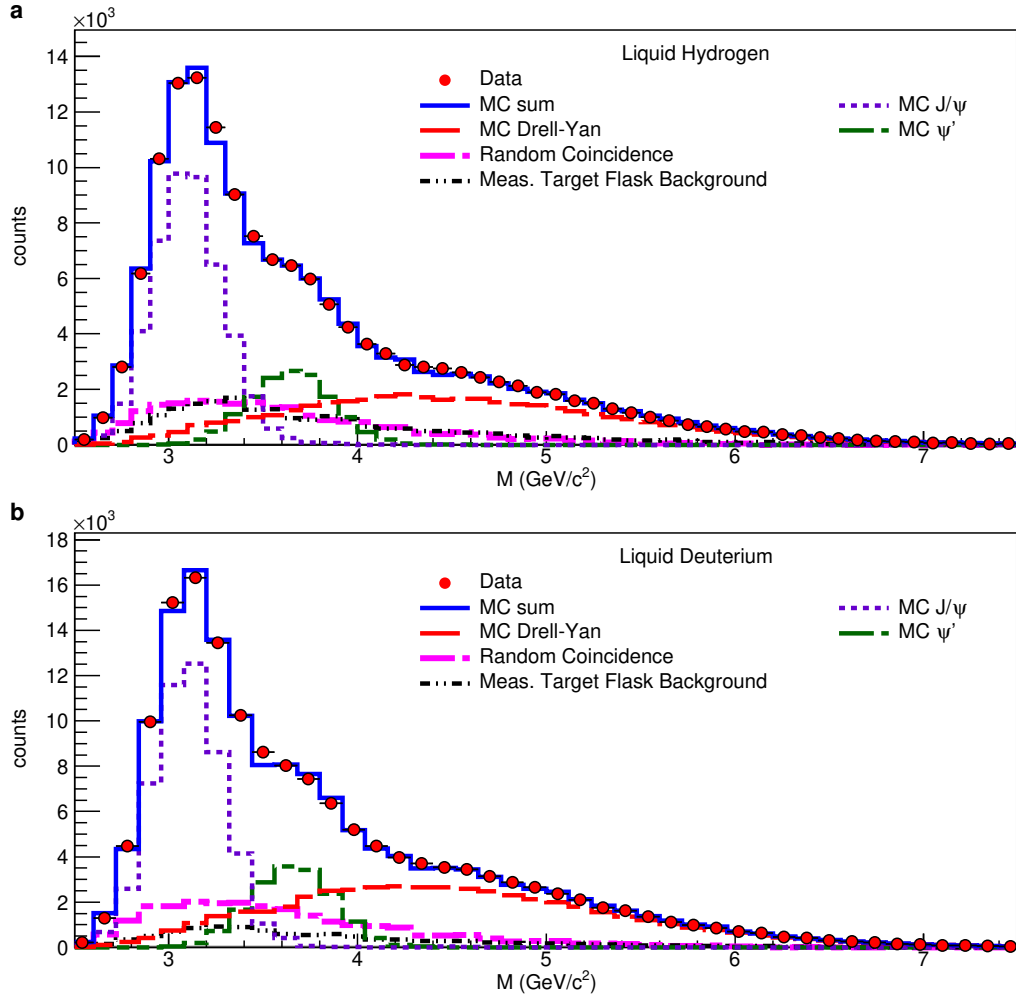 a
×10³
Liquid Hydrogen
Data
MC sum
MC J/ψ
MC Drell-Yan
MC ψ'
Random Coincidence
Meas. Target Flask Background
14
12
10
8
6
4
2
0
counts
3 4 5 6 7
M (GeV/c²)
b
×10³
Liquid Deuterium
Data
MC sum
MC J/ψ
MC Drell-Yan
MC ψ'
Random Coincidence
Meas. Target Flask Background
18
16
14
12
10
8
6
4
2
0
counts
3 4 5 6 7
M (GeV/c²)